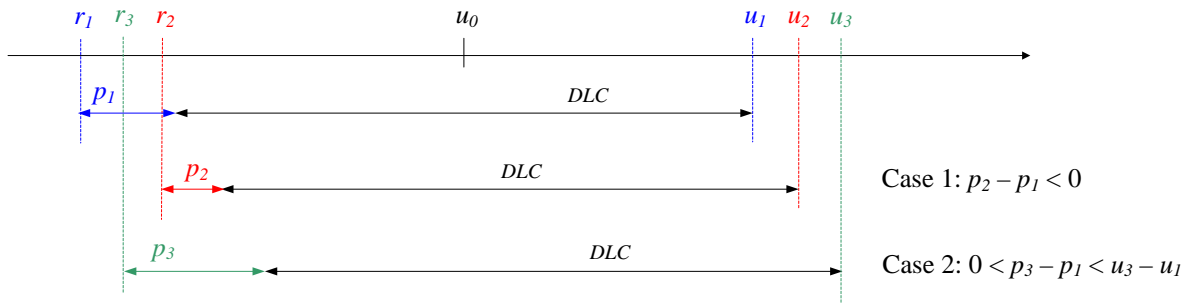 r1 r3 r2 u0 u1 u2 u3
p1 DLC
p2 DLC Case 1: p2 – p1 < 0
p3 DLC Case 2: 0 < p3 – p1 < u3 – u1